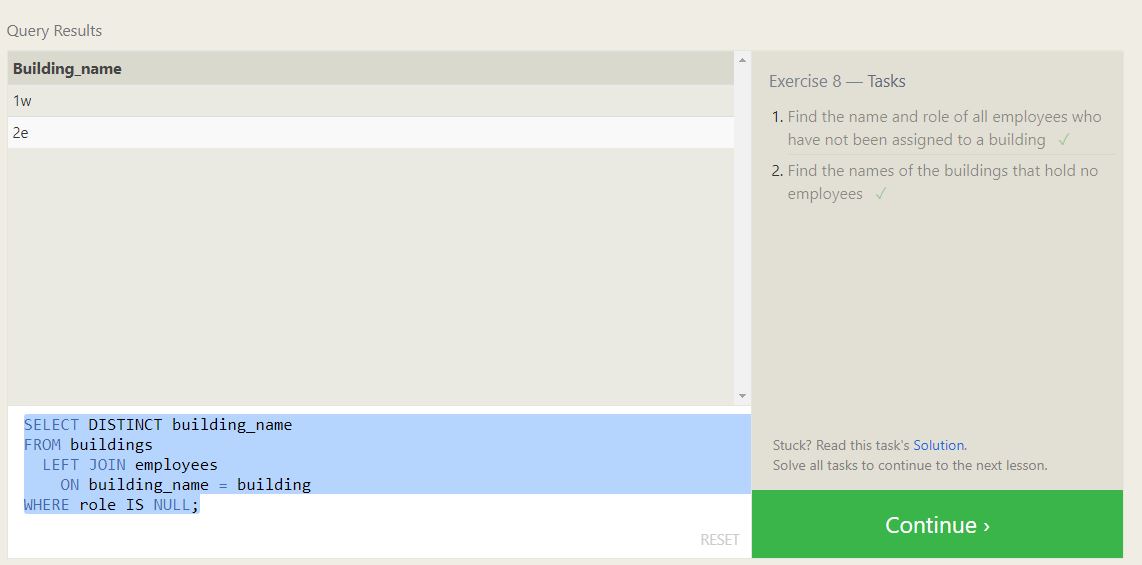 Query Results
Building_name
1w
2e
SELECT DISTINCT building_name
FROM buildings
  LEFT JOIN employees
    ON building_name = building
WHERE role IS NULL;
RESET
Exercise 8 — Tasks
1. Find the name and role of all employees who
have not been assigned to a building ✓
2. Find the names of the buildings that hold no
employees ✓
Stuck? Read this task's Solution.
Solve all tasks to continue to the next lesson.
Continue ›